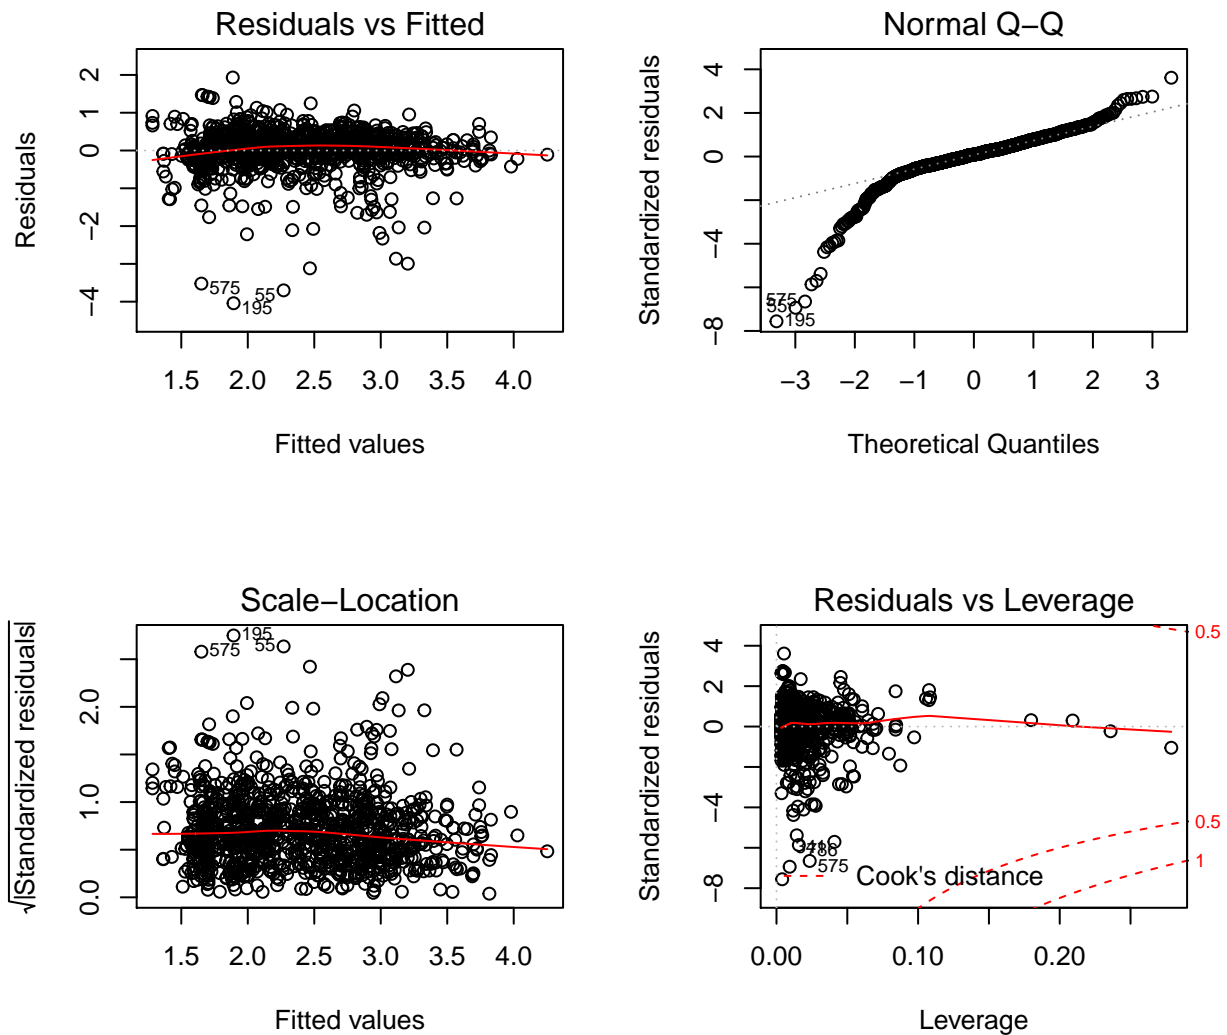 Residuals vs Fitted
Residuals
2
1
0
−2
−4
575
55
195
1.5 2.0 2.5 3.0 3.5 4.0
Fitted values
Normal Q−Q
Standardized residuals
4
2
0
−4
−8
575
55
195
−3 −2 −1 0 1 2 3
Theoretical Quantiles
Scale−Location
√|Standardized residuals|
2.0
1.0
0.0
195
55
575
1.5 2.0 2.5 3.0 3.5 4.0
Fitted values
Residuals vs Leverage
Standardized residuals
4
2
0
−4
−8
0.5
0.5
1
575
Cook's distance
0.00 0.10 0.20
Leverage